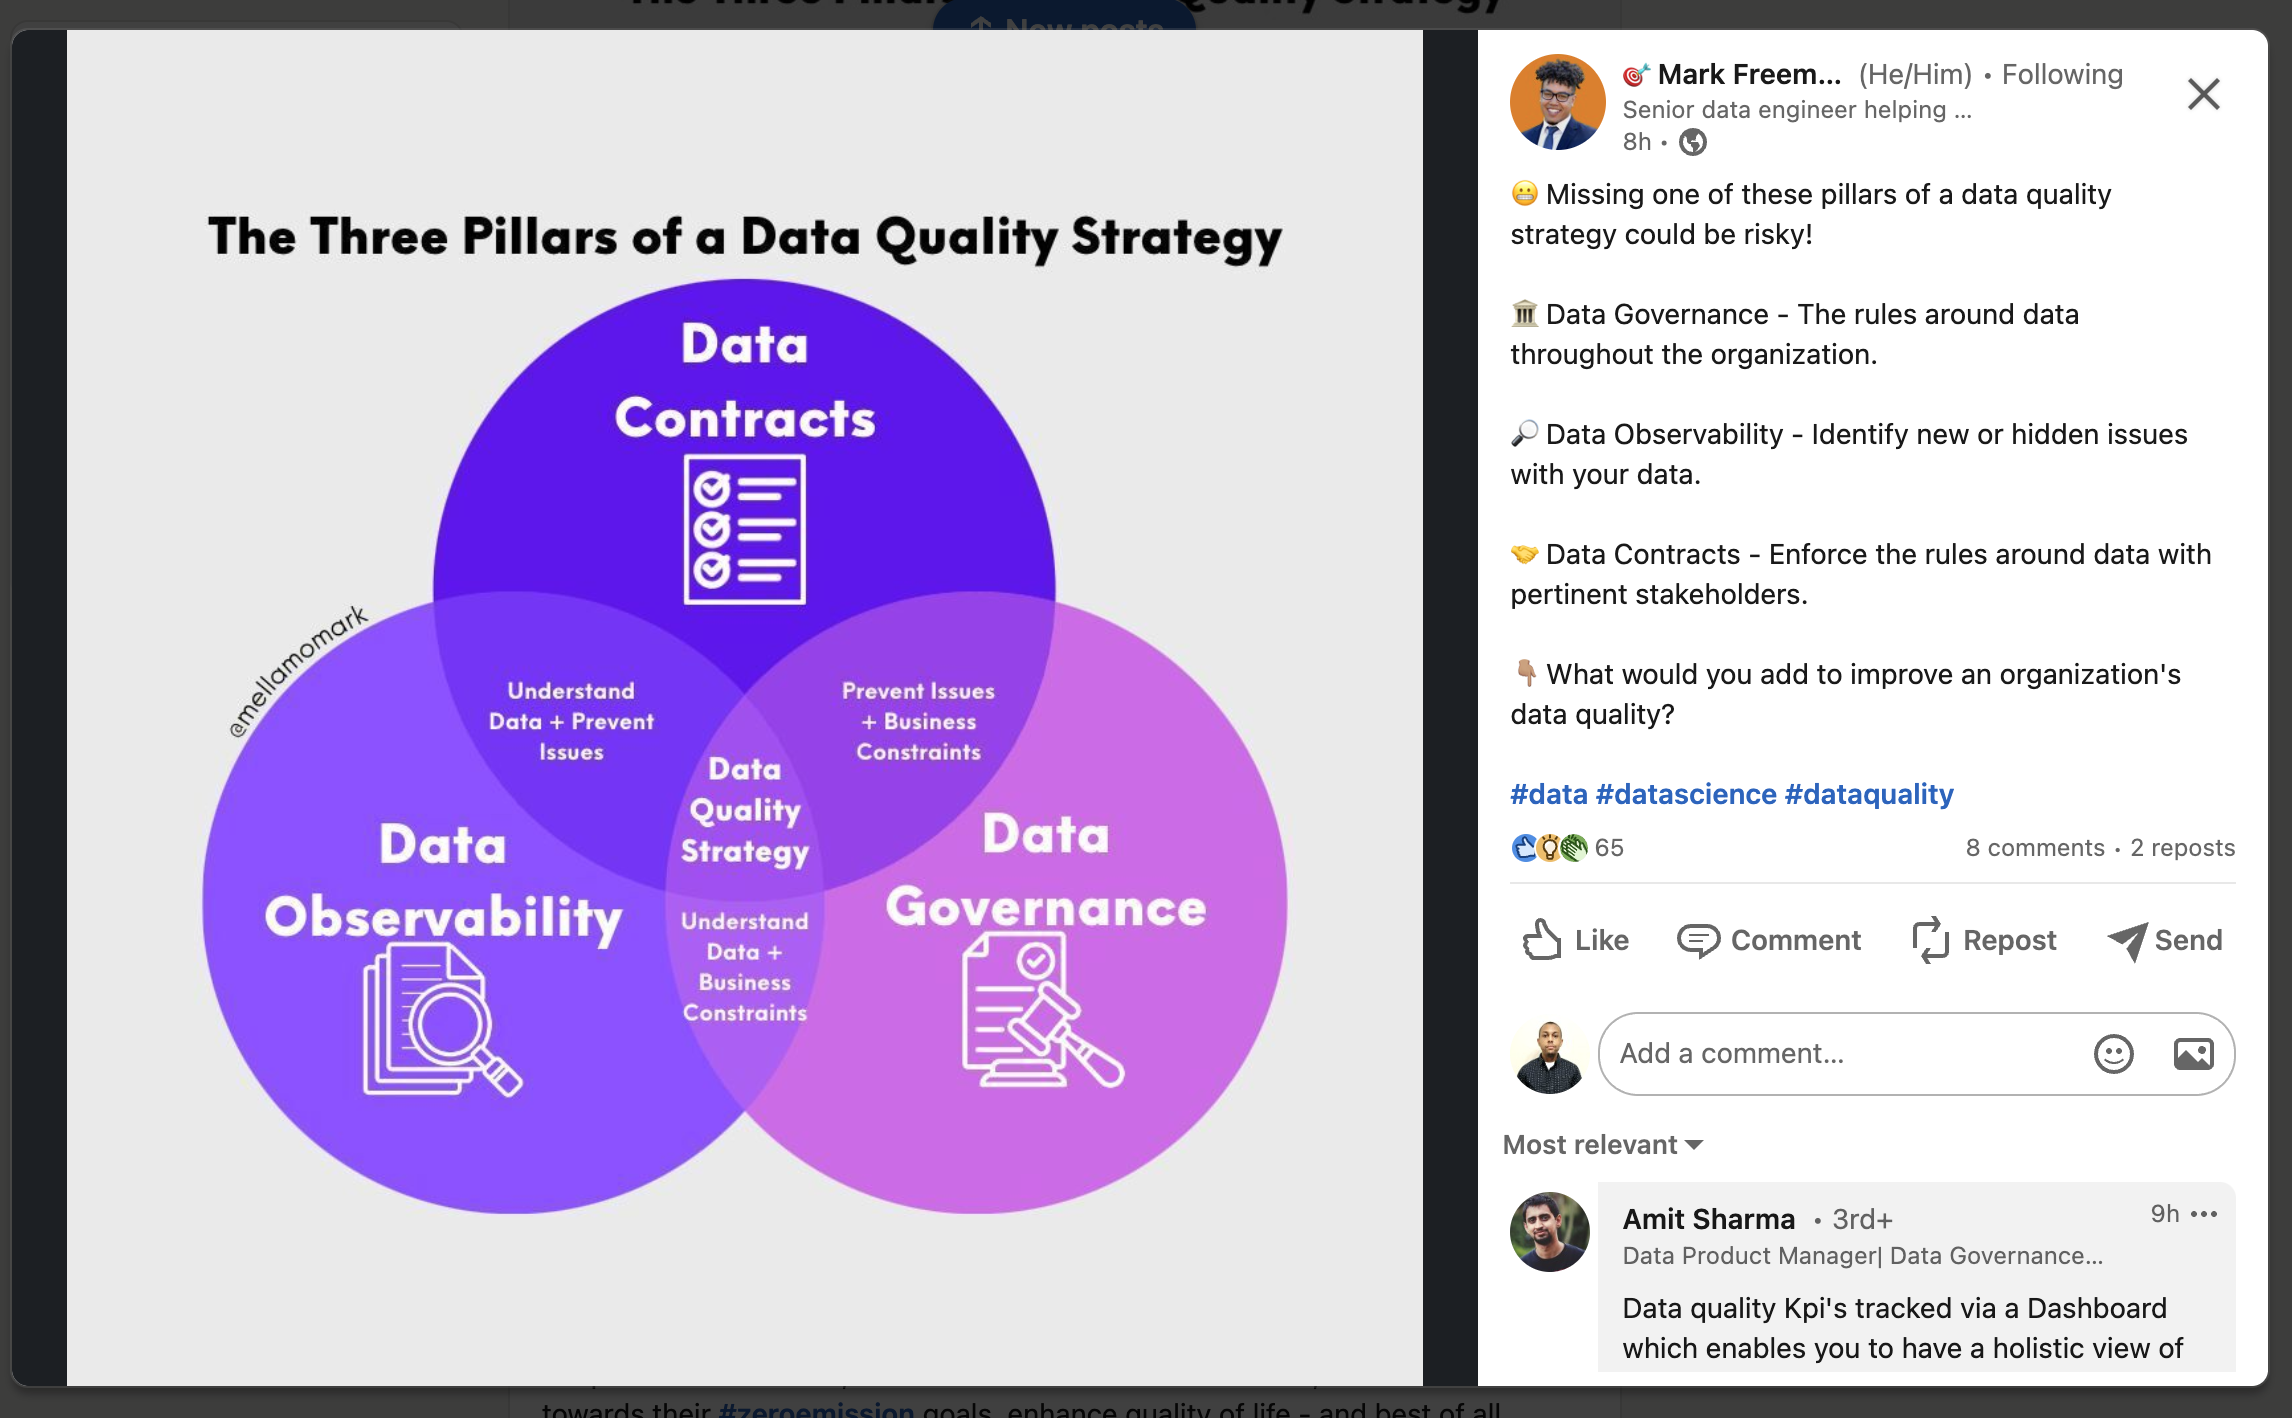 New posts
The Three Pillars of a Data Quality Strategy
Data
Contracts
@mellamomark
Understand
Data + Prevent
Issues
Prevent Issues
+ Business
Constraints
Data
Quality
Strategy
Data
Observability
Data
Governance
Understand
Data +
Business
Constraints
Mark Freem... (He/Him) • Following
Senior data engineer helping ...
8h •
Missing one of these pillars of a data quality
strategy could be risky!
Data Governance - The rules around data
throughout the organization.
Data Observability - Identify new or hidden issues
with your data.
Data Contracts - Enforce the rules around data with
pertinent stakeholders.
What would you add to improve an organization's
data quality?
#data #datascience #dataquality
65 8 comments • 2 reposts
Like Comment Repost Send
Add a comment...
Most relevant
Amit Sharma • 3rd+ 9h
Data Product Manager| Data Governance...
Data quality Kpi's tracked via a Dashboard
which enables you to have a holistic view of
towards their #zeroemission goals, enhance quality of life – and best of all